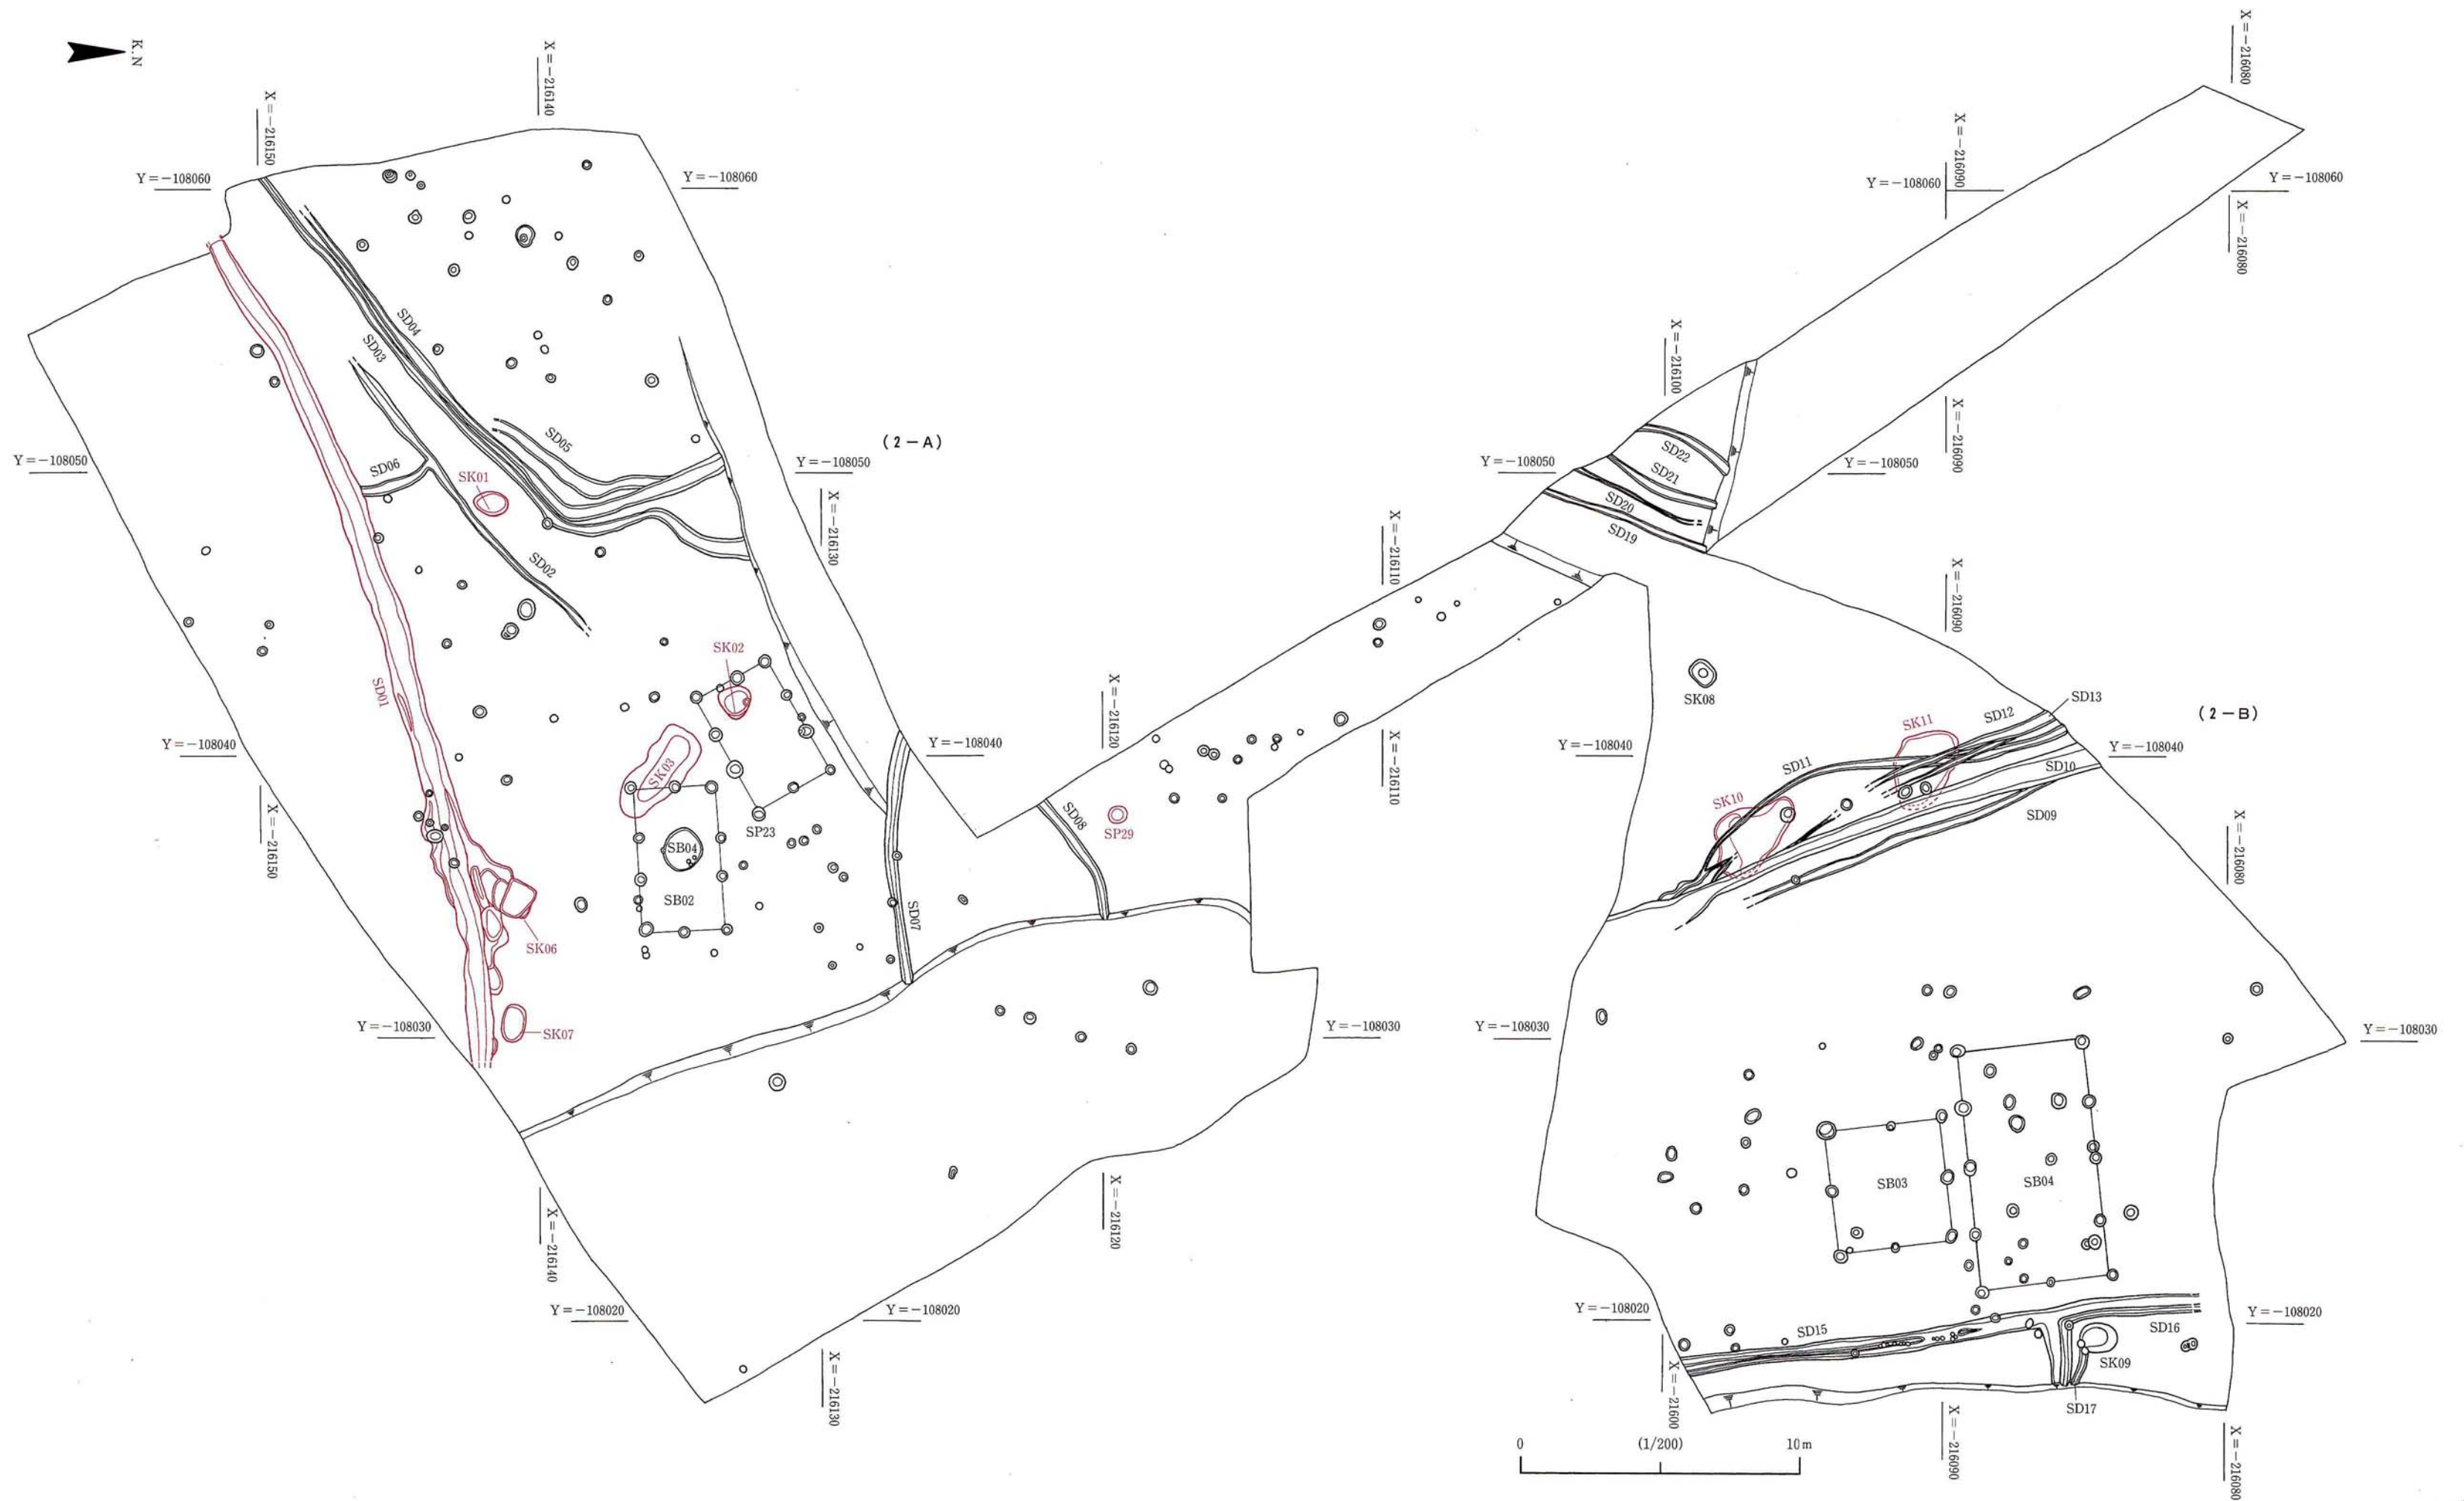 K.N
X=-216080
X=-216140
X=-216150
X=-216090
Y=-108060
Y=-108060
Y=-108060
Y=-108060
X=-216080
SD04
SD03
X=-216100
(2-A)
SD05
SD22
X=-216090
Y=-108050
SD06
SK01
Y=-108050
Y=-108050
Y=-108050
SD21
SD20
SD19
X=-216130
X=-216110
SD02
X=-216090
SK02
SD01
SK08
SD13
X=-216120
SD12
(2-B)
SK11
Y=-108040
Y=-108040
Y=-108040
Y=-108040
SK03
SD11
SD10
X=-216110
SK10
SD08
SP29
SD09
SP23
X=-216150
SB04
X=-216080
SB02
SD07
SK06
Y=-108030
SK07
Y=-108030
Y=-108030
Y=-108030
SB03
SB04
X=-216140
X=-216120
Y=-108020
Y=-108020
Y=-108020
Y=-108020
SD15
SD16
SK09
X=-216130
X=-21600
SD17
X=-216090
X=-216080
0 (1/200) 10m